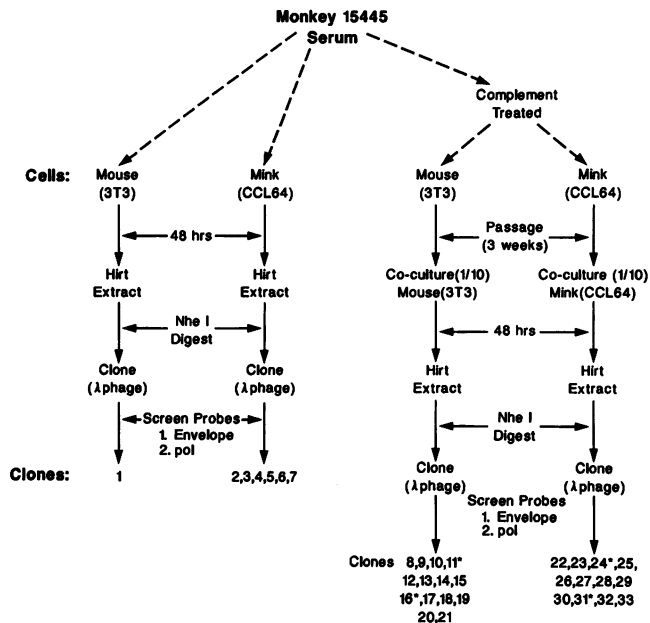 Monkey 15445
Serum
Complement
Treated
Cells:
Mouse
(3T3)
Mink
(CCL64)
48 hrs
Hirt
Extract
Hirt
Extract
Nhe I
Digest
Clone
(λphage)
Clone
(λphage)
Screen Probes
1. Envelope
2. pol
Clones:
1
2,3,4,5,6,7
Mouse
(3T3)
Mink
(CCL64)
Passage
(3 weeks)
Co-culture(1/10)
Mouse(3T3)
Co-culture (1/10)
Mink(CCL64)
48 hrs
Hirt
Extract
Hirt
Extract
Nhe I
Digest
Clone
(λphage)
Clone
(λphage)
Screen Probes
1. Envelope
2. pol
Clones 8,9,10,11*
12,13,14,15
16*,17,18,19
20,21
22,23,24*,25,
26,27,28,29
30,31*,32,33